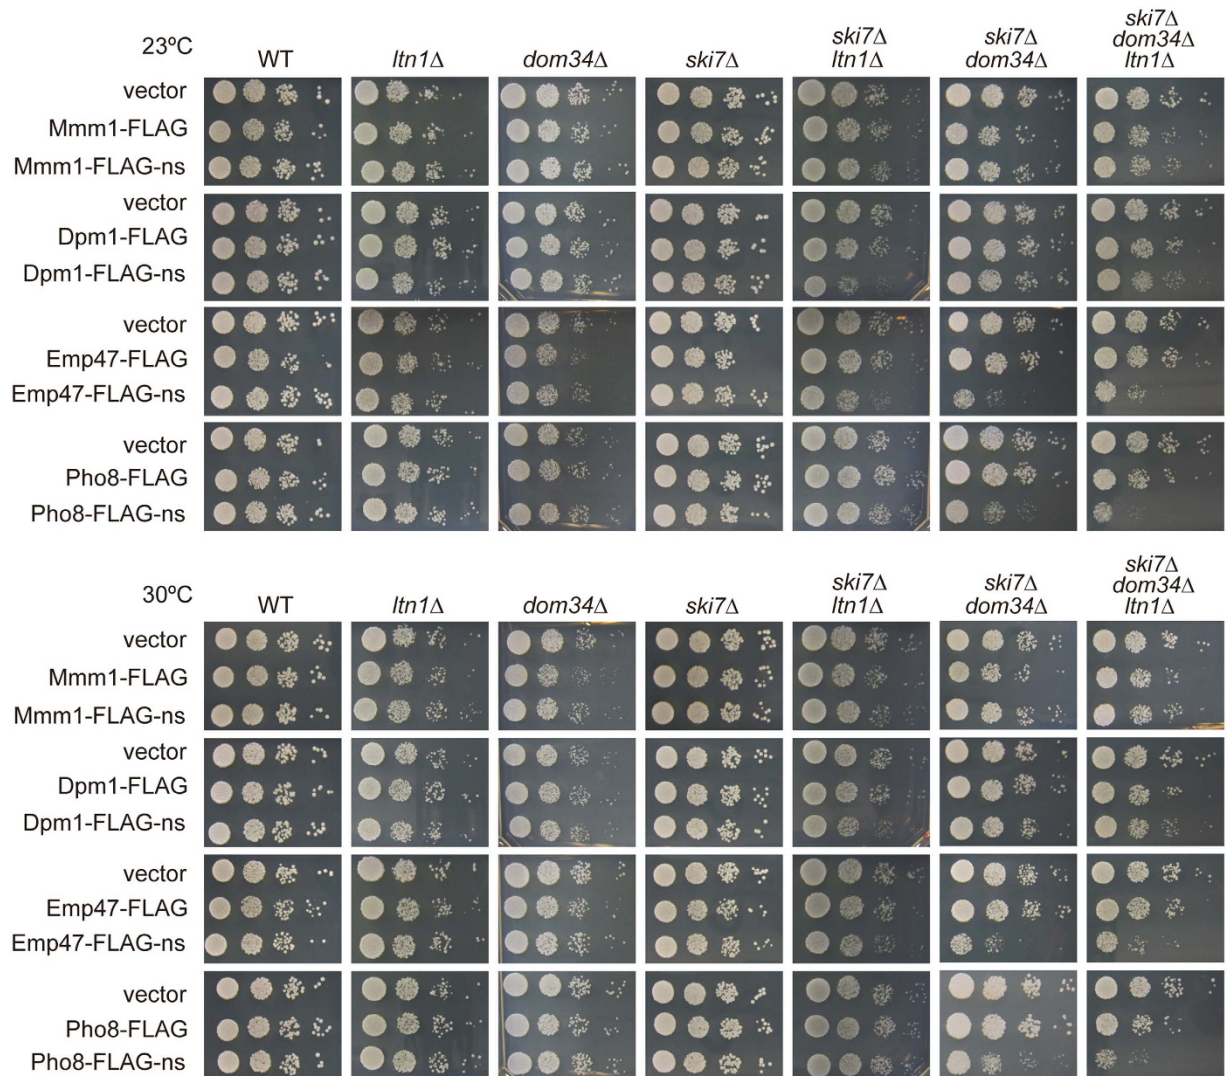 23ºC
WT
ltn1Δ
dom34Δ
ski7Δ
ski7Δ
ltn1Δ
ski7Δ
dom34Δ
ski7Δ
dom34Δ
ltn1Δ
vector
Mmm1-FLAG
Mmm1-FLAG-ns
vector
Dpm1-FLAG
Dpm1-FLAG-ns
vector
Emp47-FLAG
Emp47-FLAG-ns
vector
Pho8-FLAG
Pho8-FLAG-ns
30ºC
WT
ltn1Δ
dom34Δ
ski7Δ
ski7Δ
ltn1Δ
ski7Δ
dom34Δ
ski7Δ
dom34Δ
ltn1Δ
vector
Mmm1-FLAG
Mmm1-FLAG-ns
vector
Dpm1-FLAG
Dpm1-FLAG-ns
vector
Emp47-FLAG
Emp47-FLAG-ns
vector
Pho8-FLAG
Pho8-FLAG-ns